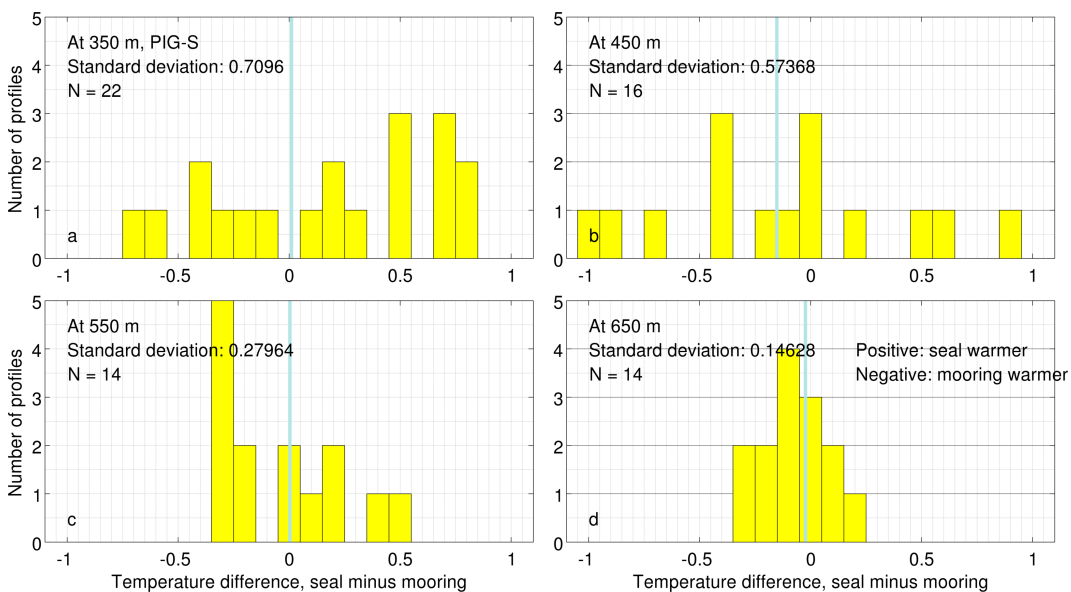 5
4
3
2
1
0
Number of profiles
At 350 m, PIG-S
Standard deviation: 0.7096
N = 22
a
-1 -0.5 0 0.5 1
5
4
3
2
1
0
At 450 m
Standard deviation: 0.57368
N = 16
b
-1 -0.5 0 0.5 1
5
4
3
2
1
0
Number of profiles
At 550 m
Standard deviation: 0.27964
N = 14
c
-1 -0.5 0 0.5 1
Temperature difference, seal minus mooring
5
4
3
2
1
0
At 650 m
Standard deviation: 0.14628
N = 14
Positive: seal warmer
Negative: mooring warmer
d
-1 -0.5 0 0.5 1
Temperature difference, seal minus mooring